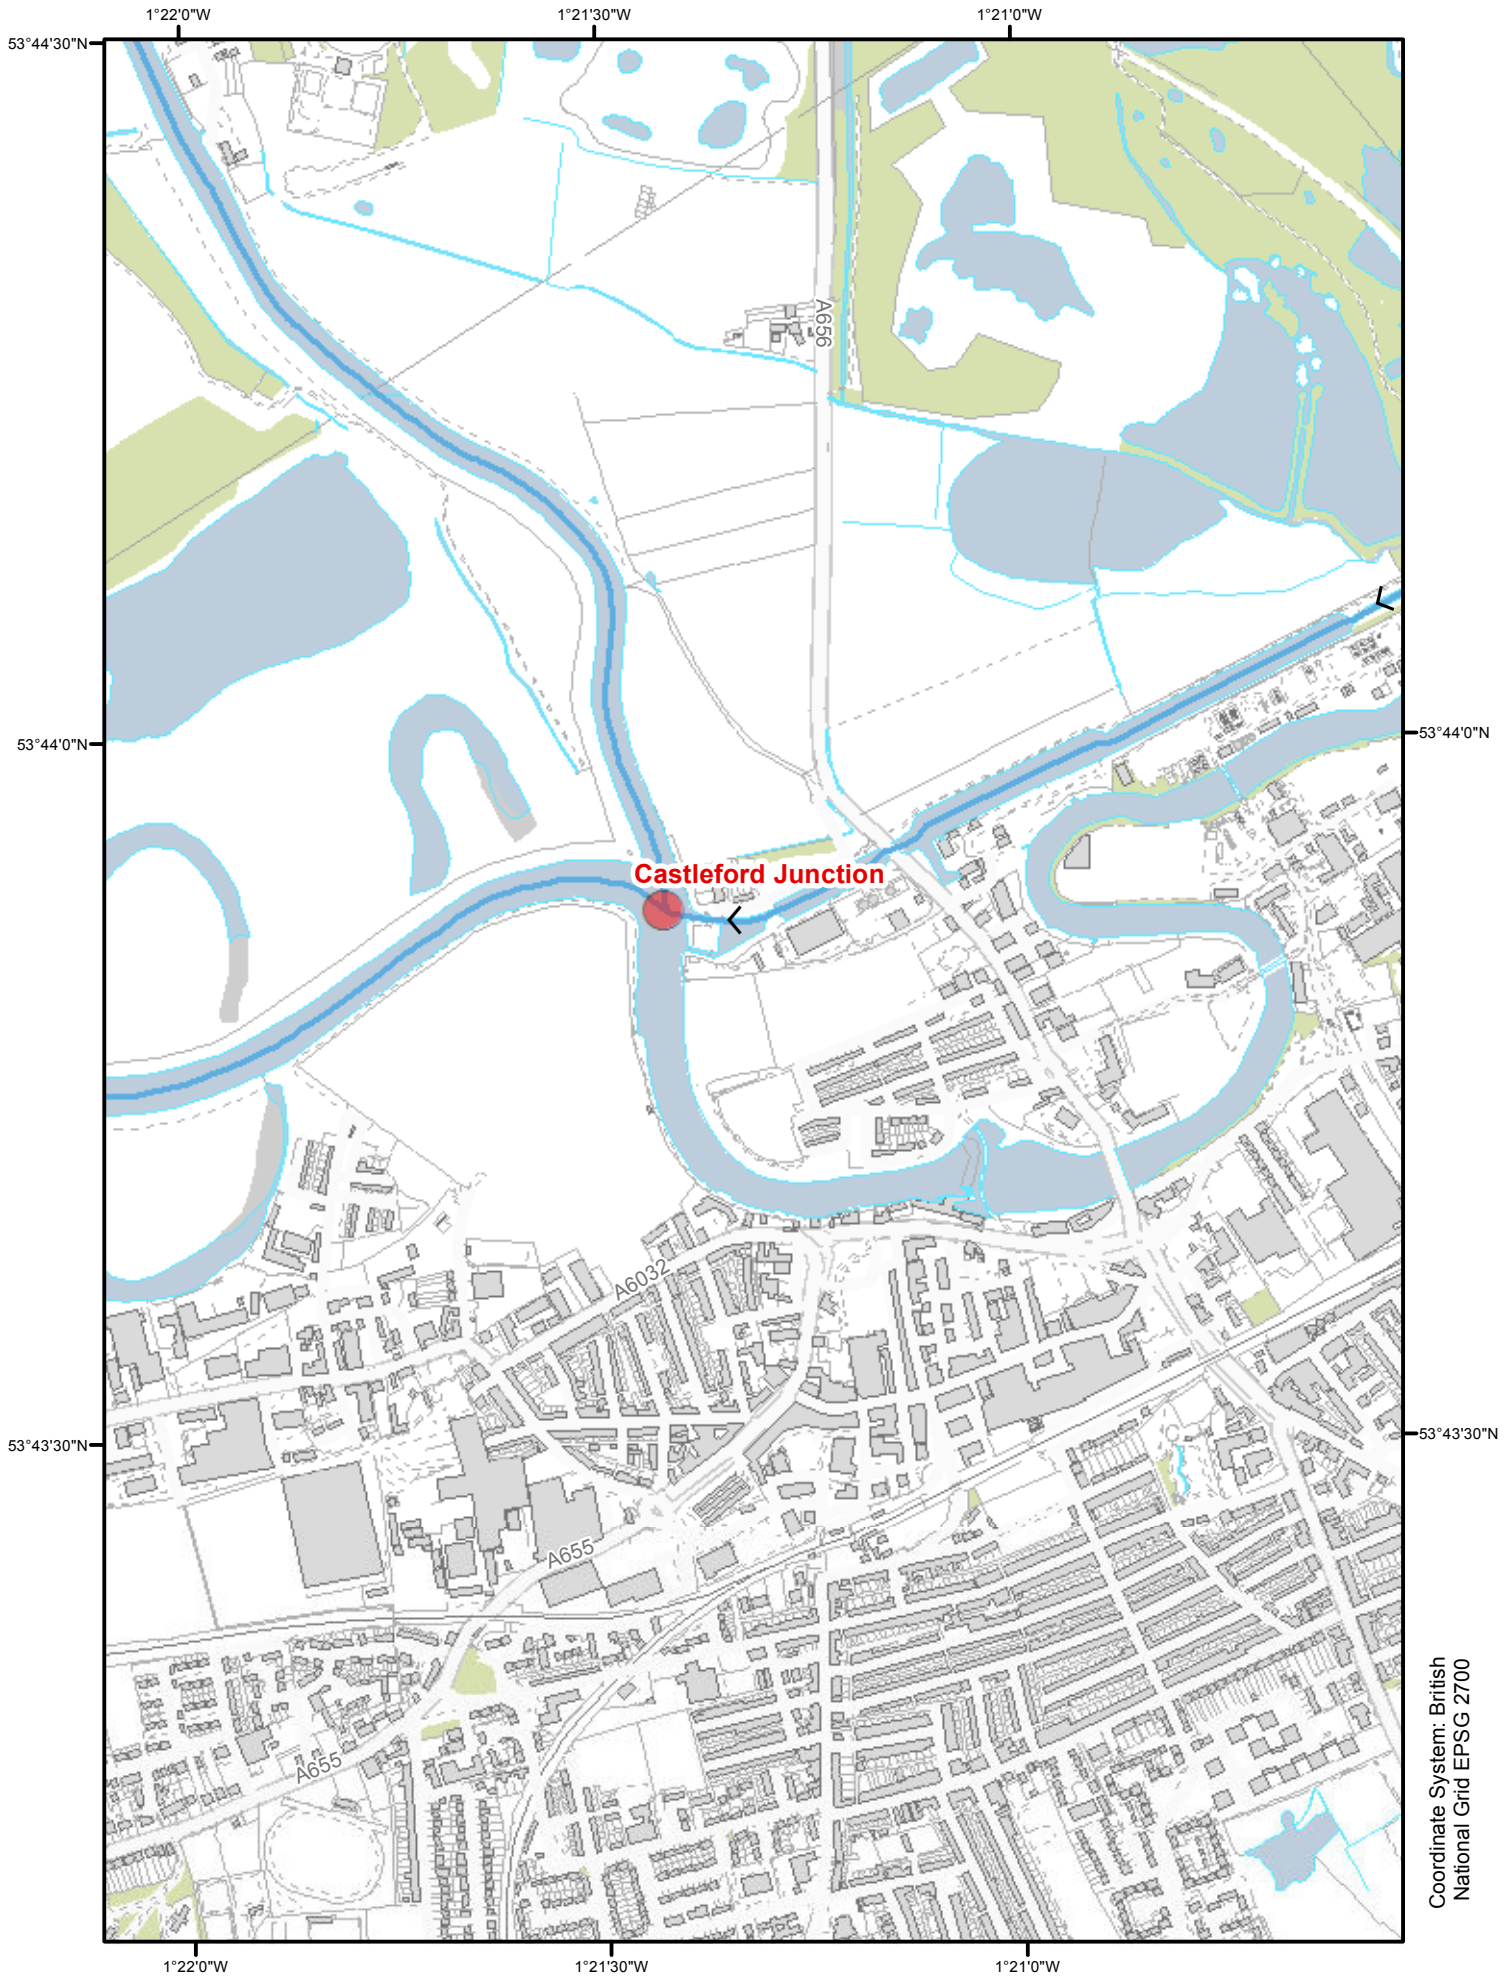 1°22'0"W
1°21'30"W
1°21'0"W
53°44'30"N
A656
53°44'0"N
53°44'0"N
Castleford Junction
A6032
53°43'30"N
53°43'30"N
A655
A655
Coordinate System: British
National Grid EPSG 2700
1°22'0"W
1°21'30"W
1°21'0"W